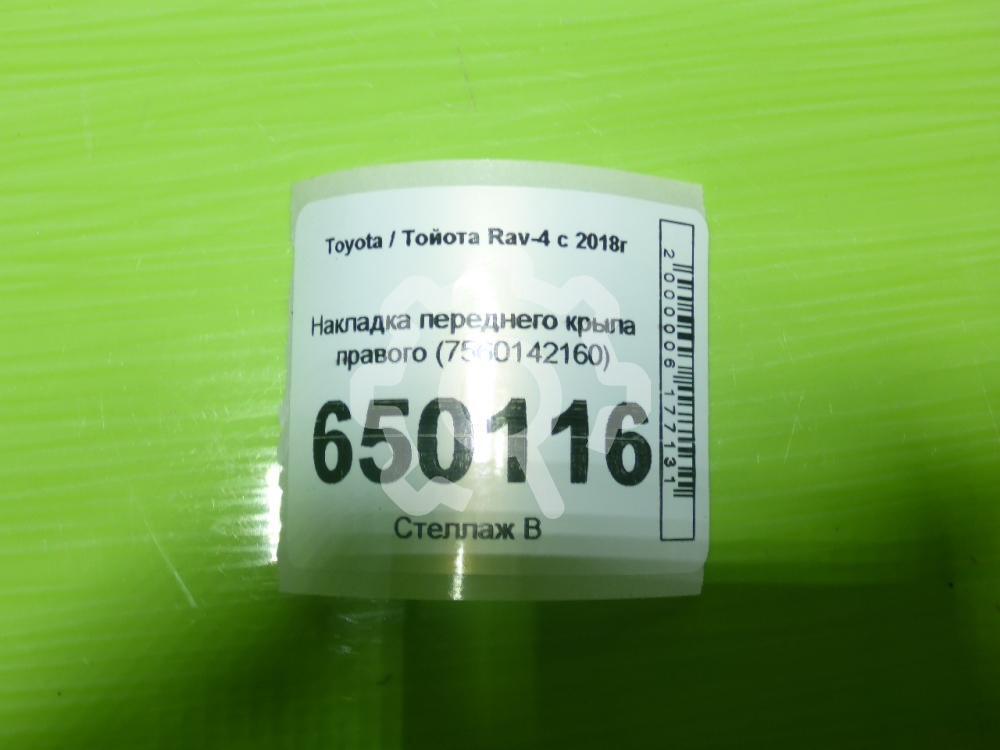 Toyota / Тойота Rav-4 с 2018г
Накладка переднего крыла
правого (7560142160)
650116
Стеллаж В
2000006177131